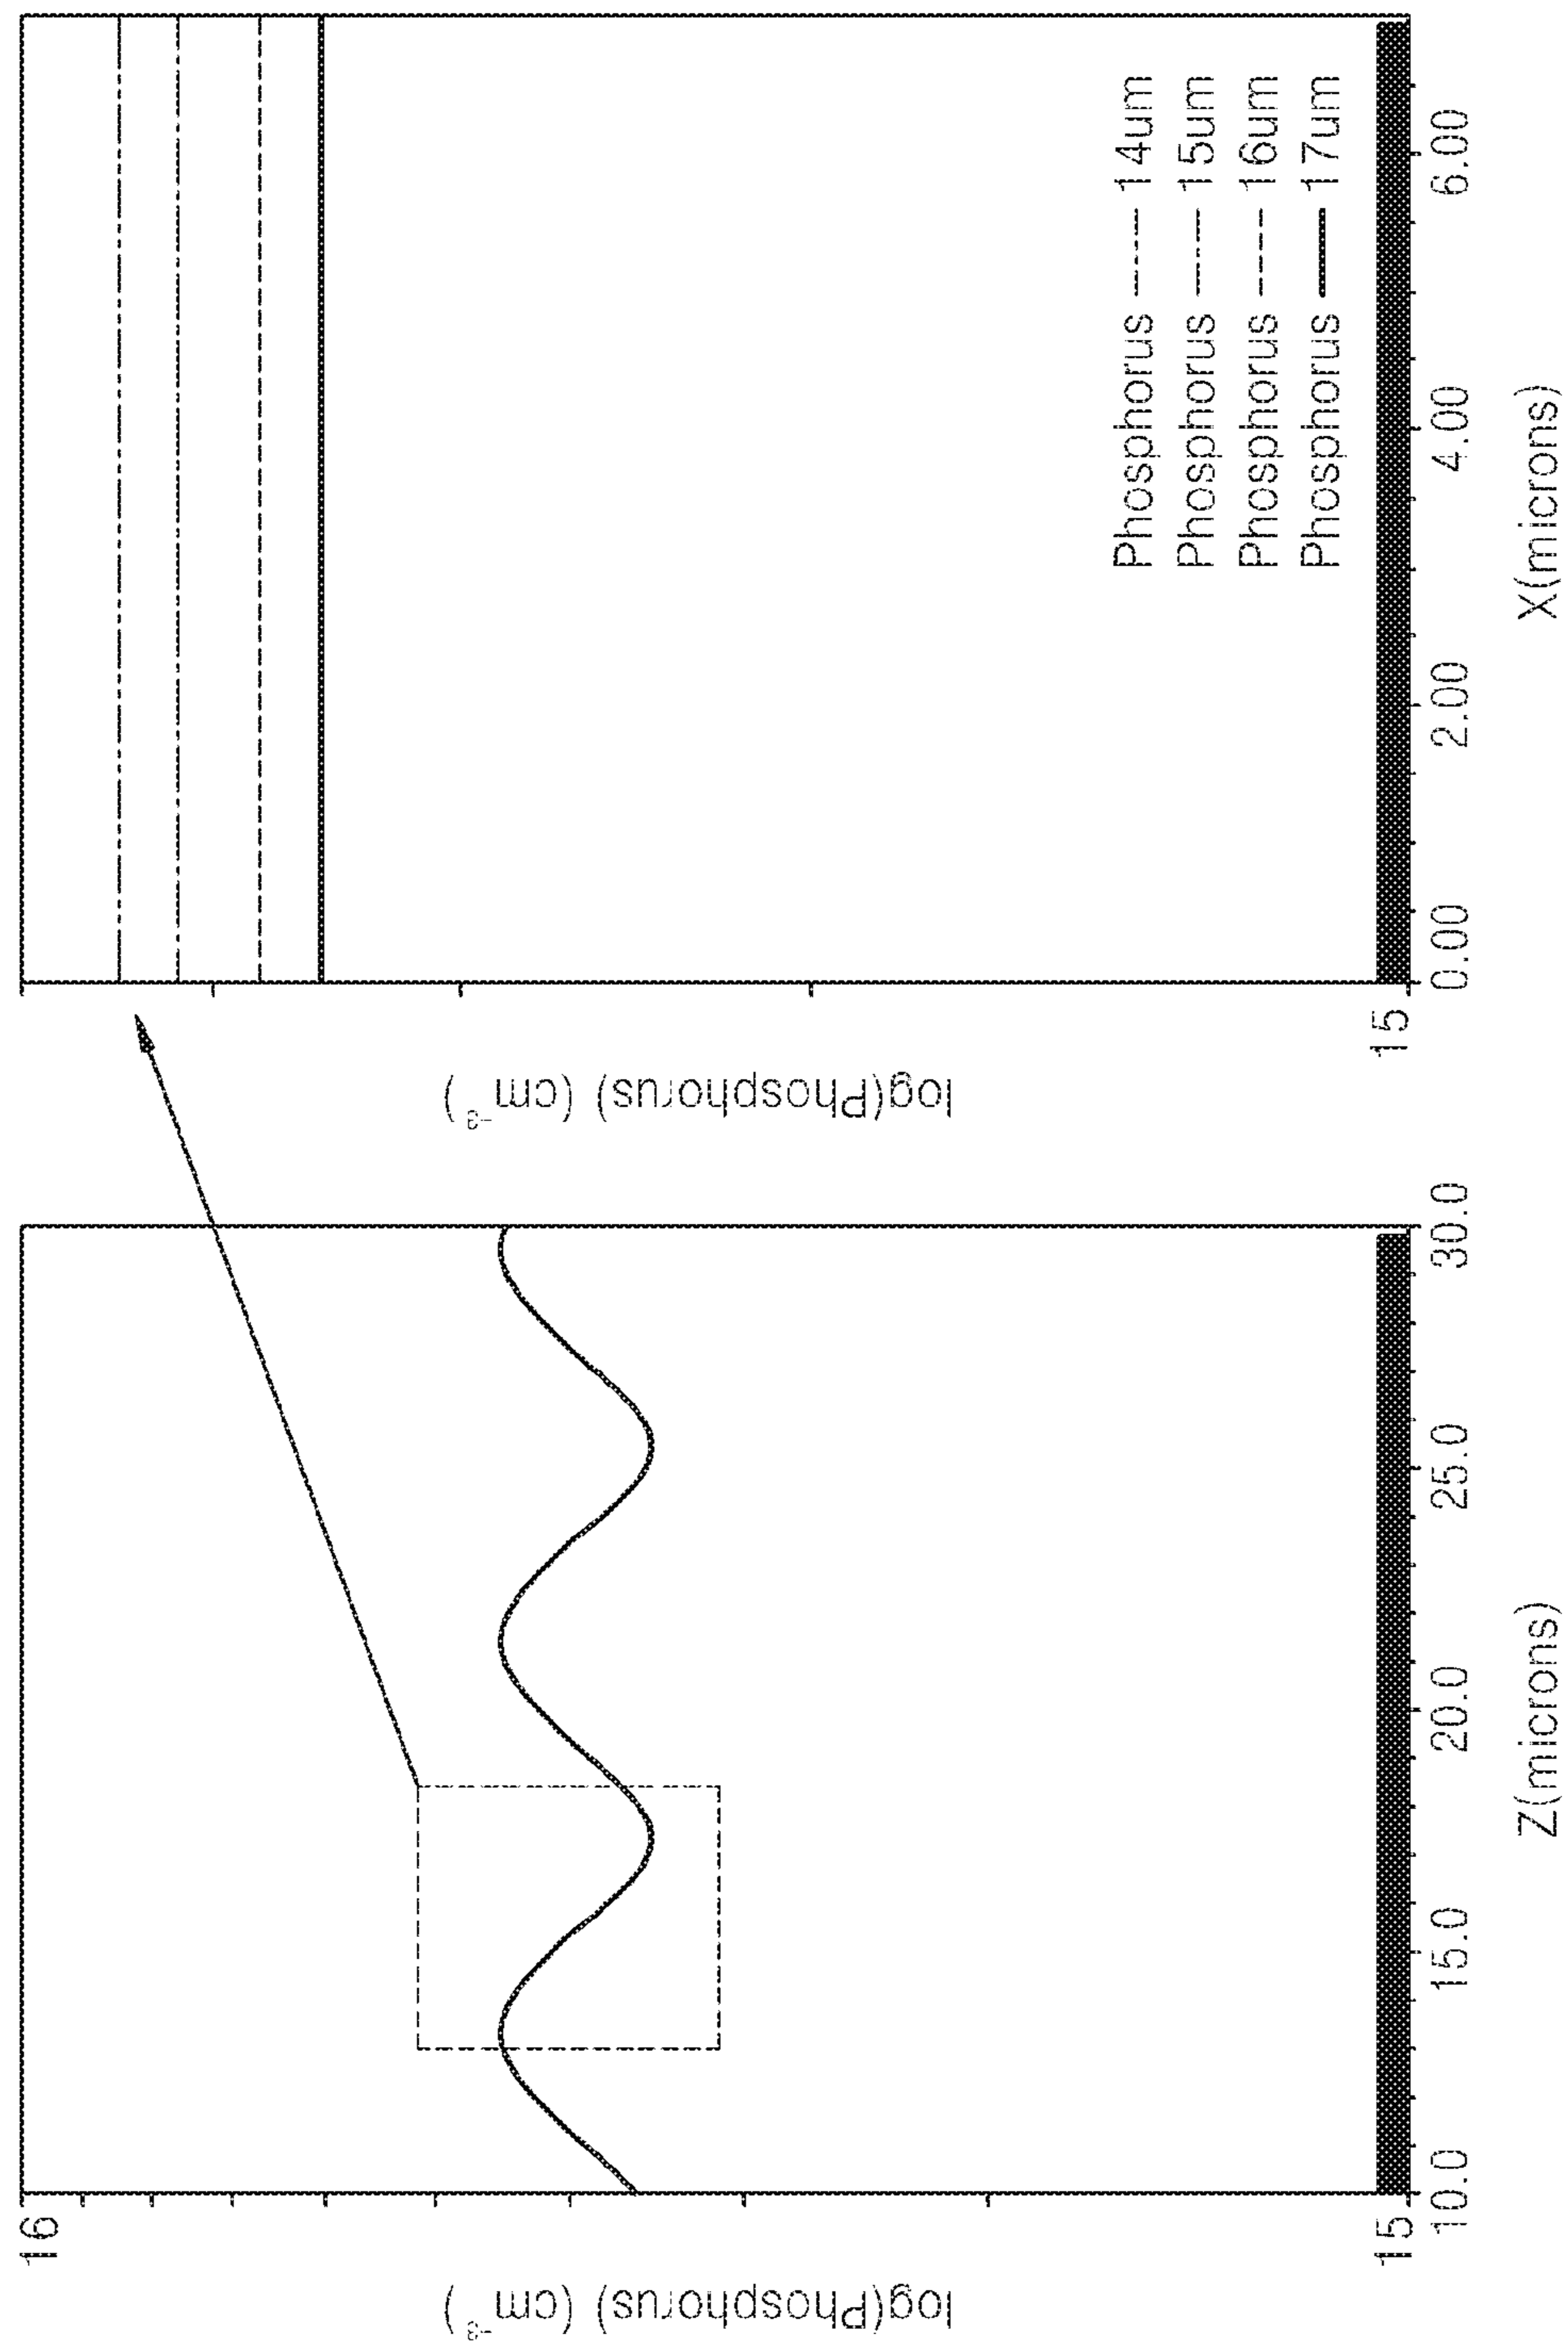 16
15
log(Phosphorus) (cm⁻³)
10.0 15.0 20.0 25.0 30.0
Z(microns)
15
log(Phosphorus) (cm⁻³)
Phosphorus 14um
Phosphorus 15um
Phosphorus 16um
Phosphorus 17um
0.00 2.00 4.00 6.00
X(microns)